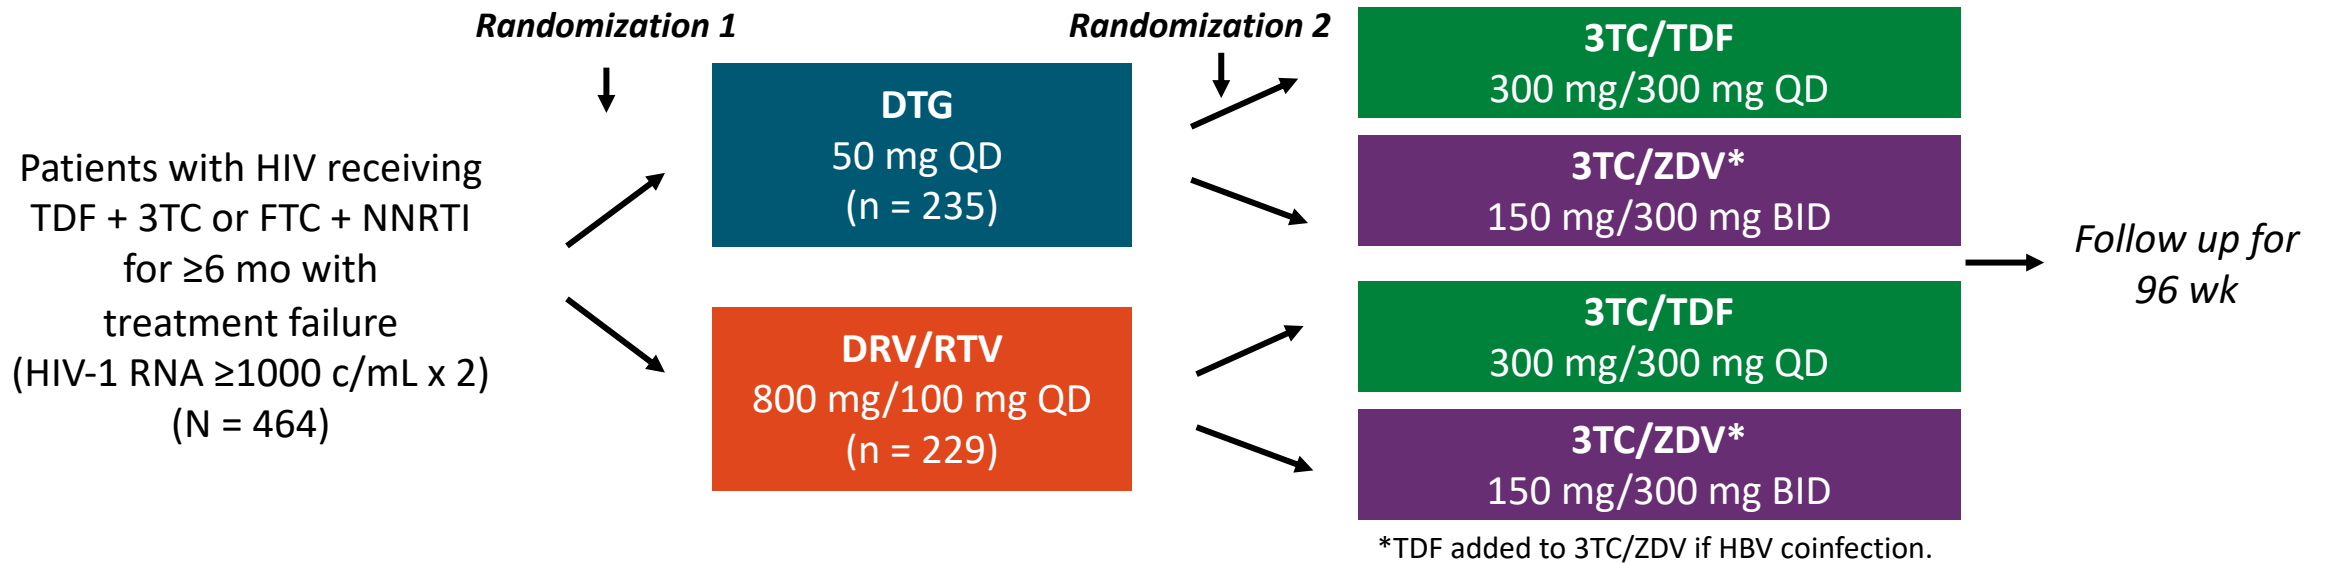 Randomization 1
Randomization 2
Patients with HIV receiving
TDF + 3TC or FTC + NNRTI
for ≥6 mo with
treatment failure
(HIV-1 RNA ≥1000 c/mL x 2)
(N = 464)
DTG
50 mg QD
(n = 235)
DRV/RTV
800 mg/100 mg QD
(n = 229)
3TC/TDF
300 mg/300 mg QD
3TC/ZDV*
150 mg/300 mg BID
3TC/TDF
300 mg/300 mg QD
3TC/ZDV*
150 mg/300 mg BID
*TDF added to 3TC/ZDV if HBV coinfection.
Follow up for
96 wk